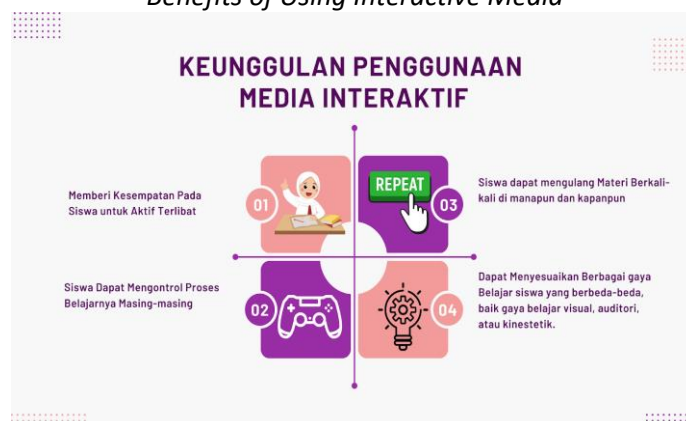 Benefits of Using Interactive Media
KEUNGGULAN PENGGUNAAN
MEDIA INTERAKTIF
Memberi Kesempatan Pada
Siswa untuk Aktif Terlibat
01
REPEAT
03
Siswa dapat mengulang Materi Berkali-
kali di manapun dan kapanpun
Siswa Dapat Mengontrol Proses
Belajarnya Masing-masing
02
04
Dapat Menyesuaikan Berbagai gaya
Belajar siswa yang berbeda-beda,
baik gaya belajar visual, auditori,
atau kinestetik.